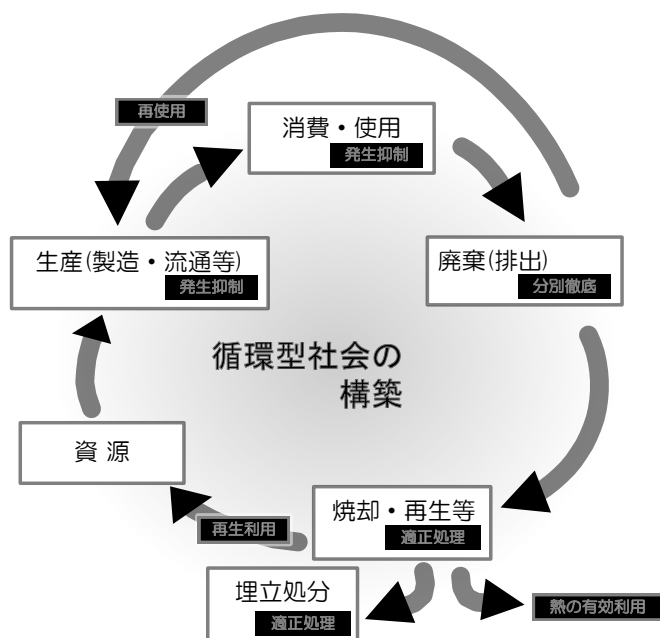 再使用
消費・使用
発生抑制
生産(製造・流通等)
発生抑制
廃棄(排出)
分別徹底
循環型社会の
構築
資 源
焼却・再生等
適正処理
再生利用
埋立処分
適正処理
熱の有効利用